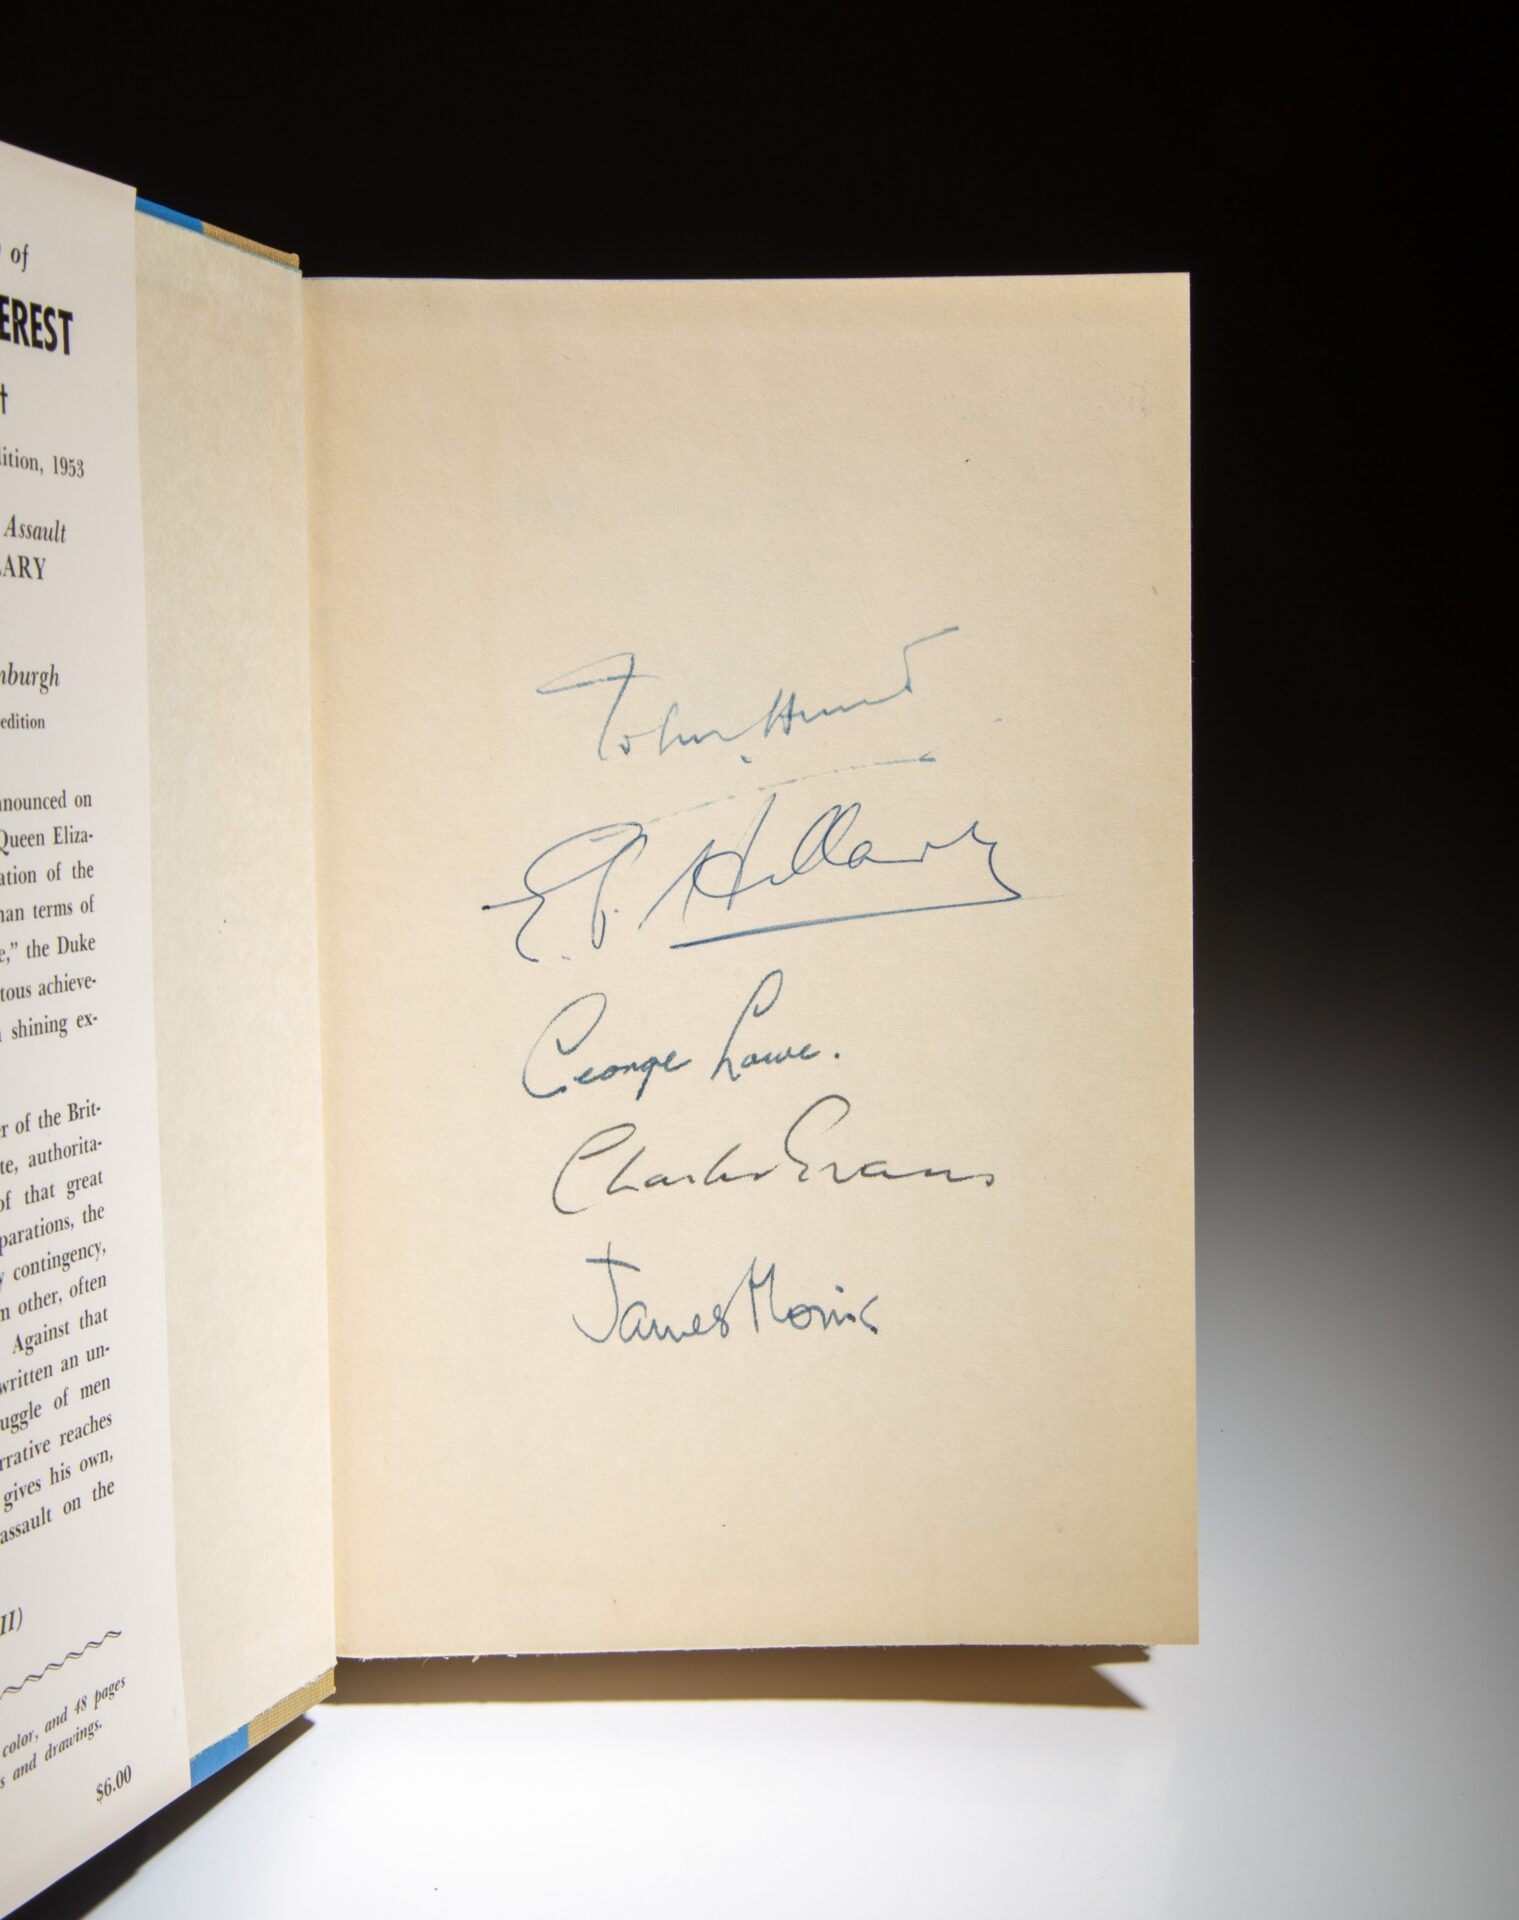 of
EREST
t
ition, 1953
Assault
ARY
nburgh
edition
nnounced on
Queen Eliza-
ation of the
man terms of
e,” the Duke
tous achieve-
shining ex-
r of the Brit-
te, authorita-
of that great
parations, the
y contingency,
m other, often
Against that
written an un-
uggle of men
rrative reaches
gives his own,
assault on the
II)
color, and 48 pages
s and drawings.
$6.00
John Hunt
E.P. Hillary
George Lowe.
Charles Evans
James Morris